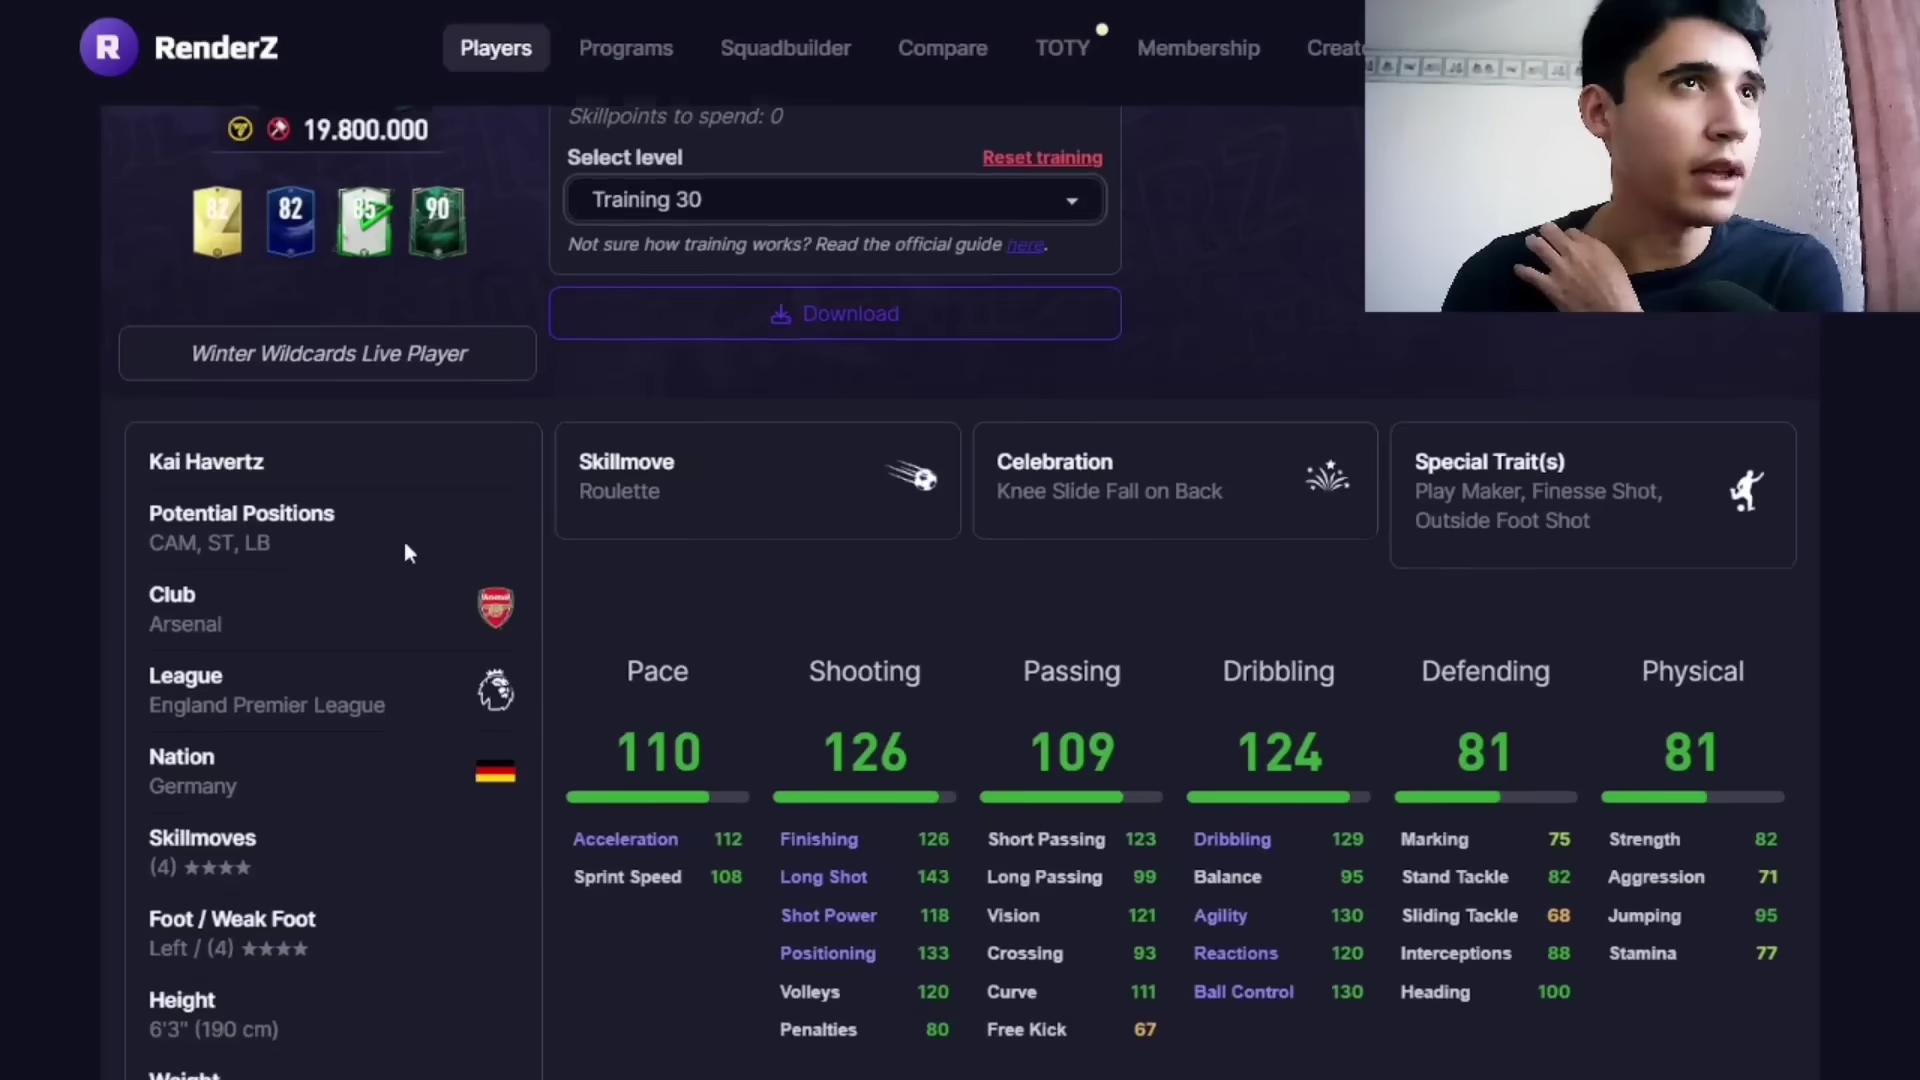 R RenderZ Players Programs Squadbuilder Compare TOTY Membership Create
19.800.000
82 82 85 90
Winter Wildcards Live Player
Skillpoints to spend: 0
Select level Reset training
Training 30
Not sure how training works? Read the official guide here.
Download
Kai Havertz
Potential Positions
CAM, ST, LB
Club
Arsenal
Arsenal
League
England Premier League
Nation
Germany
Skillmoves
(4) ★★★★
Foot / Weak Foot
Left / (4) ★★★★
Height
6'3" (190 cm)
Weight
Skillmove
Roulette
Celebration
Knee Slide Fall on Back
Special Trait(s)
Play Maker, Finesse Shot,
Outside Foot Shot
Pace Shooting Passing Dribbling Defending Physical
110 126 109 124 81 81
Acceleration 112 Finishing 126 Short Passing 123 Dribbling 129 Marking 75 Strength 82
Sprint Speed 108 Long Shot 143 Long Passing 99 Balance 95 Stand Tackle 82 Aggression 71
Shot Power 118 Vision 121 Agility 130 Sliding Tackle 68 Jumping 95
Positioning 133 Crossing 93 Reactions 120 Interceptions 88 Stamina 77
Volleys 120 Curve 111 Ball Control 130 Heading 100
Penalties 80 Free Kick 67